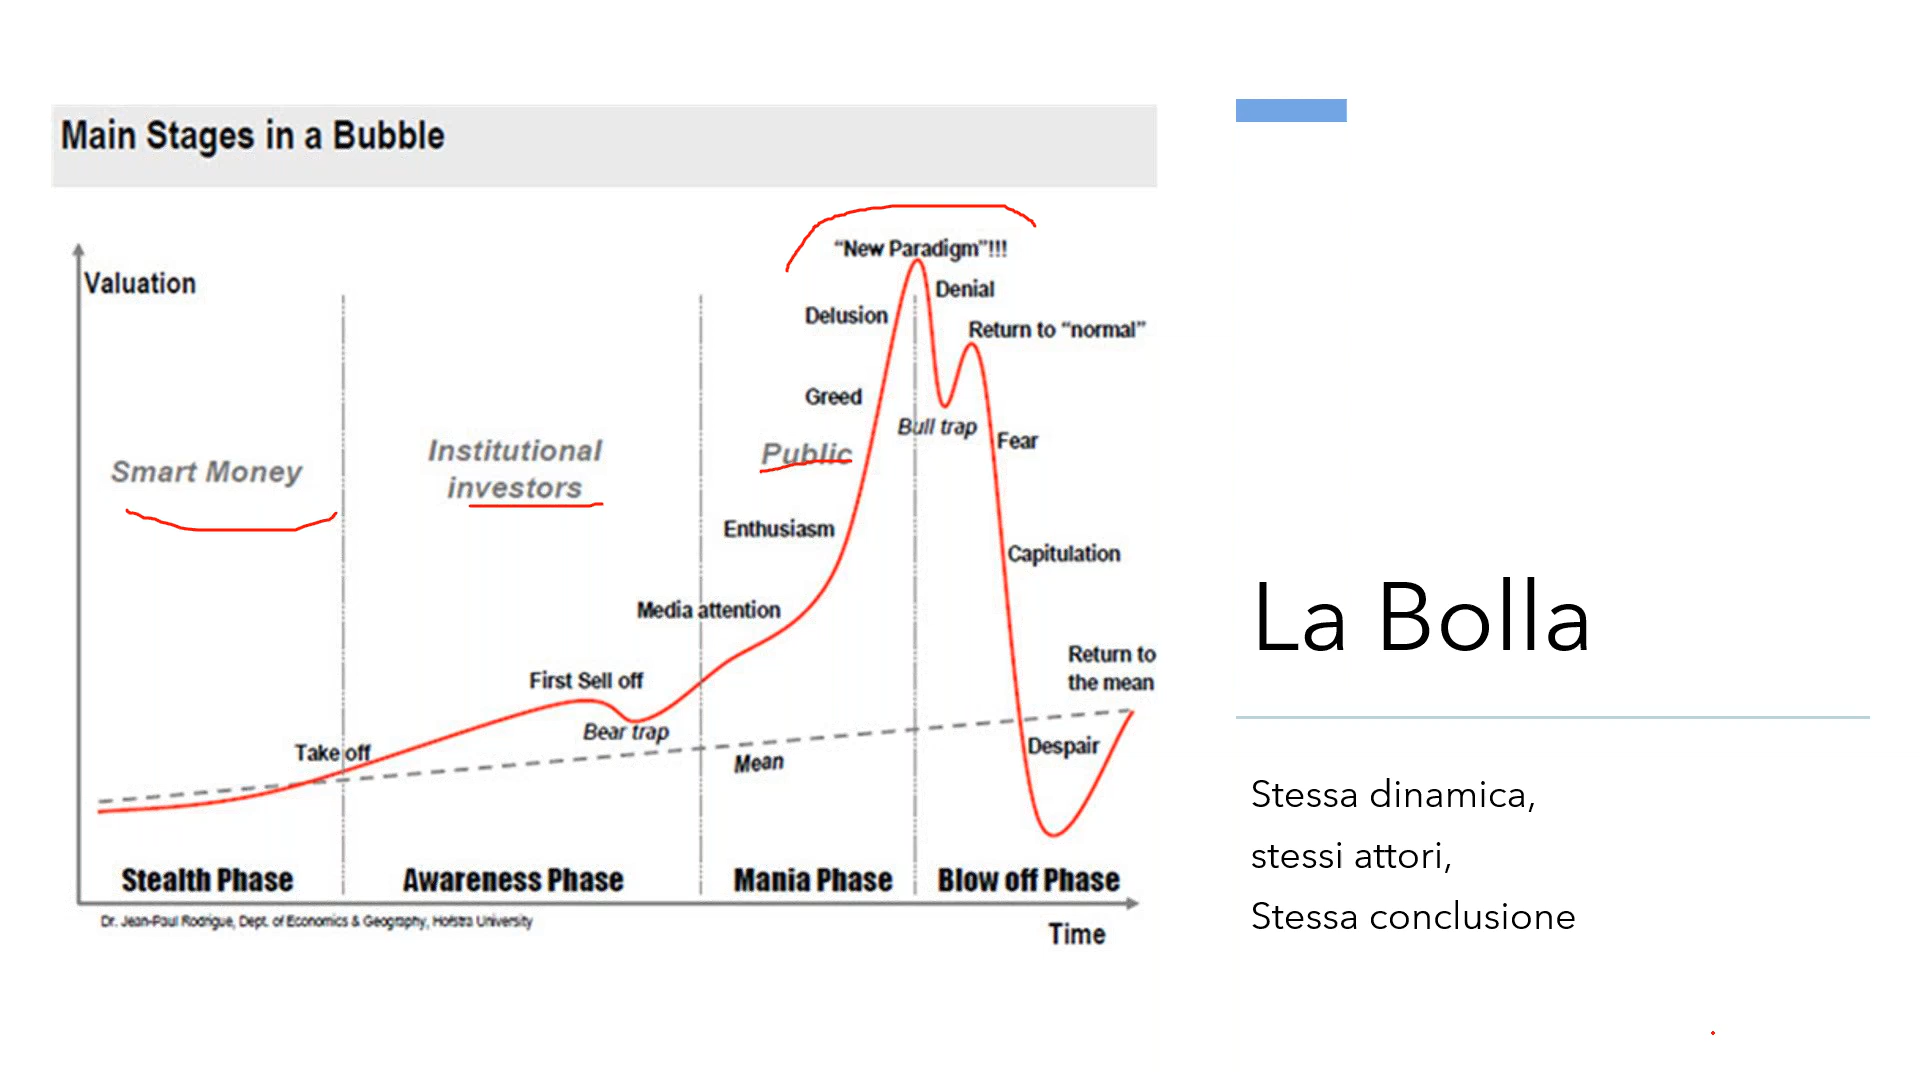 Main Stages in a Bubble
Valuation
"New Paradigm"!!!
Denial
Delusion
Return to "normal"
Greed
Bull trap
Fear
Smart Money
Institutional
investors
Public
Enthusiasm
Capitulation
Media attention
First Sell off
Return to
the mean
Bear trap
Take off
Mean
Despair
Stealth Phase
Awareness Phase
Mania Phase
Blow off Phase
Dr. Jean-Paul Rodrigue, Dept. of Economics & Geography, Hofstra University
Time
La Bolla
Stessa dinamica,
stessi attori,
Stessa conclusione